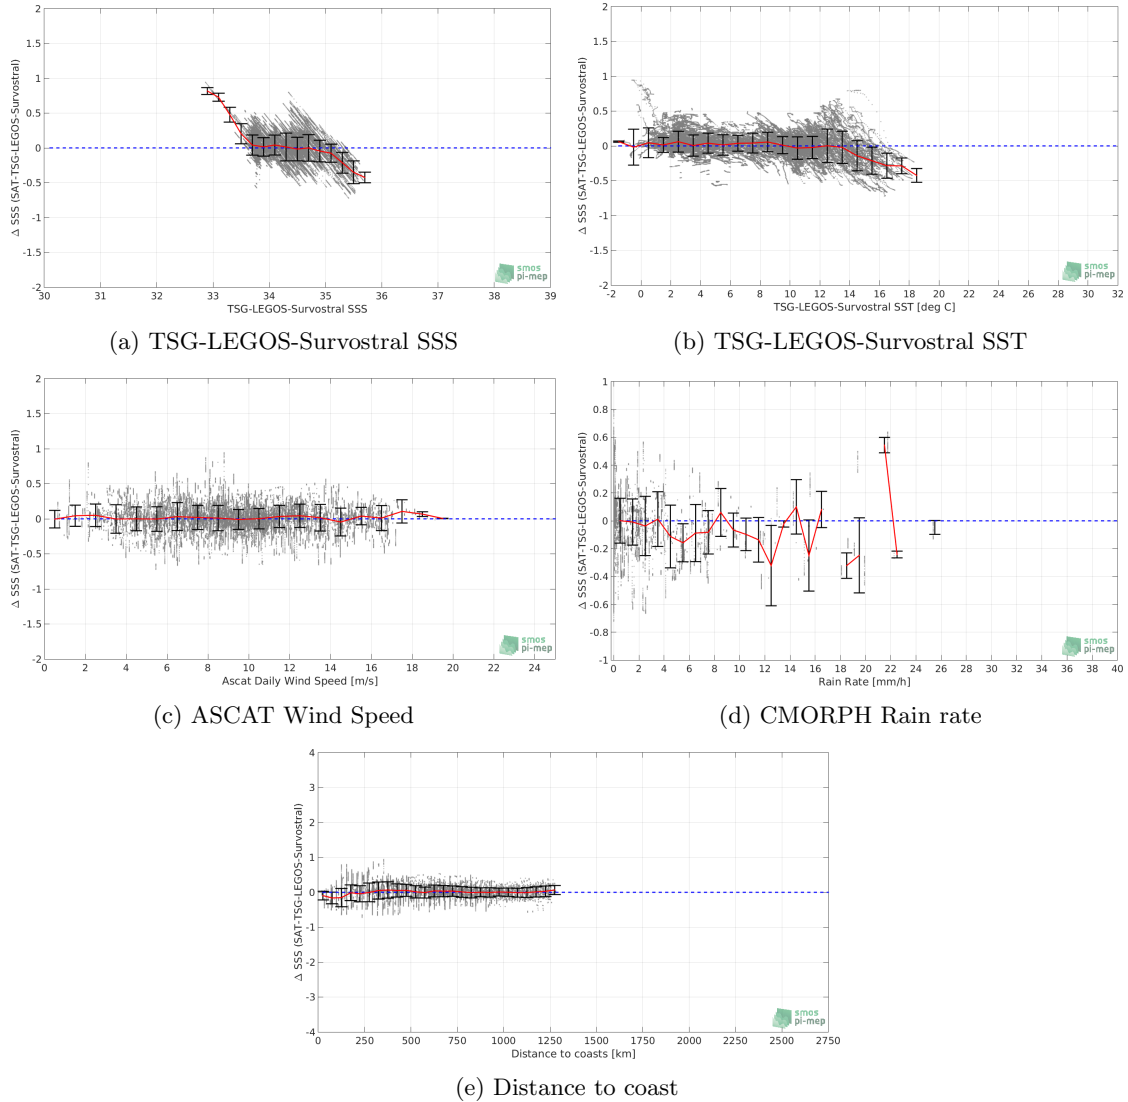 Δ SSS (SAT-TSG-LEGOS-Survostral)
2
1.5
1
0.5
0
-0.5
-1
-1.5
-2
30 31 32 33 34 35 36 37 38 39
TSG-LEGOS-Survostral SSS
smos
pi-mep
(a) TSG-LEGOS-Survostral SSS
Δ SSS (SAT-TSG-LEGOS-Survostral)
2
1.5
1
0.5
0
-0.5
-1
-1.5
-2
-2 0 2 4 6 8 10 12 14 16 18 20 22 24 26 28 30 32
TSG-LEGOS-Survostral SST [deg C]
smos
pi-mep
(b) TSG-LEGOS-Survostral SST
Δ SSS (SAT-TSG-LEGOS-Survostral)
2
1.5
1
0.5
0
-0.5
-1
-1.5
-2
0 2 4 6 8 10 12 14 16 18 20 22 24
Ascat Daily Wind Speed [m/s]
smos
pi-mep
(c) ASCAT Wind Speed
Δ SSS (SAT-TSG-LEGOS-Survostral)
1
0.8
0.6
0.4
0.2
0
-0.2
-0.4
-0.6
-0.8
-1
0 2 4 6 8 10 12 14 16 18 20 22 24 26 28 30 32 34 36 38 40
Rain Rate [mm/h]
smos
pi-mep
(d) CMORPH Rain rate
Δ SSS (SAT-TSG-LEGOS-Survostral)
4
3
2
1
0
-1
-2
-3
-4
0 250 500 750 1000 1250 1500 1750 2000 2250 2500 2750
Distance to coasts [km]
smos
pi-mep
(e) Distance to coast